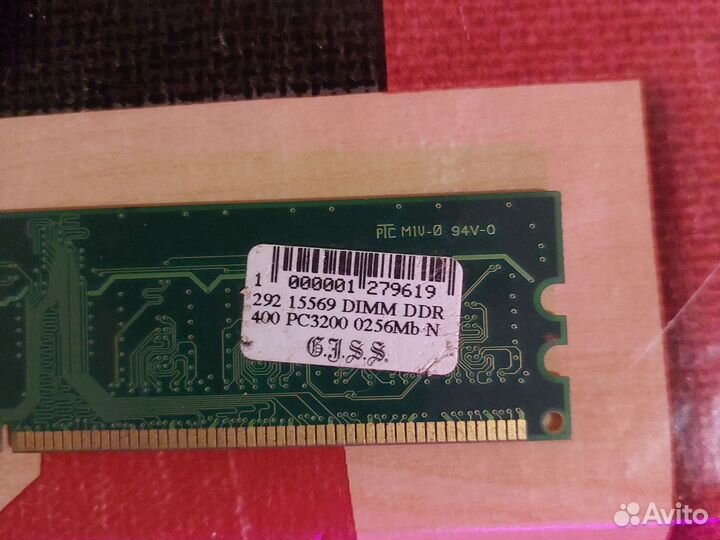 PTC M1V-0 94V-0
1 000001 279619
292 15569 DIMM DDR
400 PC3200 0256Mb N
G.J.S.S.
Avito